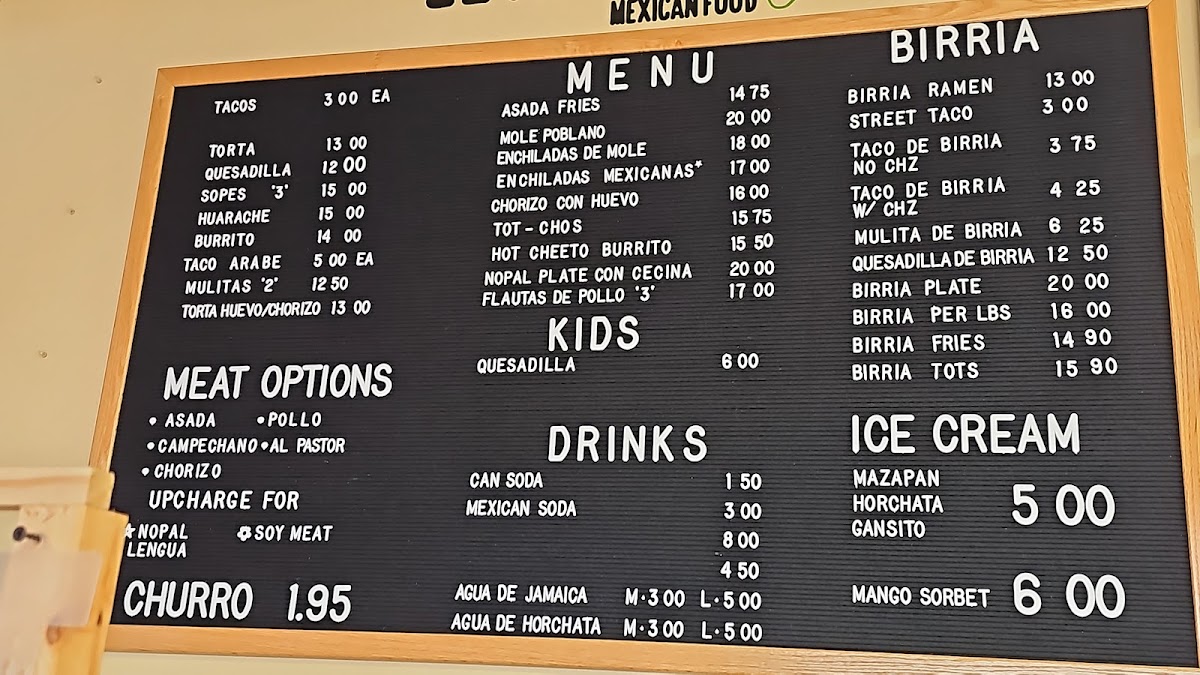 MEXICAN FOOD
TACOS 3 00 EA
TORTA 13 00
QUESADILLA 12 00
SOPES '3' 15 00
HUARACHE 15 00
BURRITO 14 00
TACO ARABE 5 00 EA
MULITAS '2' 12 50
TORTA HUEVO/CHORIZO 13 00
MEAT OPTIONS
• ASADA • POLLO
• CAMPECHANO • AL PASTOR
• CHORIZO
UPCHARGE FOR
NOPAL SOY MEAT
LENGUA
CHURRO 1.95
MENU
ASADA FRIES 14 75
MOLE POBLANO 20 00
ENCHILADAS DE MOLE 18 00
ENCHILADAS MEXICANAS* 17 00
CHORIZO CON HUEVO 16 00
TOT-CHOS 15 75
HOT CHEETO BURRITO 15 50
NOPAL PLATE CON CECINA 20 00
FLAUTAS DE POLLO '3' 17 00
KIDS
QUESADILLA 6 00
DRINKS
CAN SODA 1 50
MEXICAN SODA 3 00
8 00
4 50
AGUA DE JAMAICA M·3 00 L·5 00
AGUA DE HORCHATA M·3 00 L·5 00
BIRRIA
BIRRIA RAMEN 13 00
STREET TACO 3 00
TACO DE BIRRIA 3 75
NO CHZ
TACO DE BIRRIA 4 25
W/ CHZ
MULITA DE BIRRIA 6 25
QUESADILLA DE BIRRIA 12 50
BIRRIA PLATE 20 00
BIRRIA PER LBS 16 00
BIRRIA FRIES 14 90
BIRRIA TOTS 15 90
ICE CREAM
MAZAPAN
HORCHATA 5 00
GANSITO
MANGO SORBET 6 00